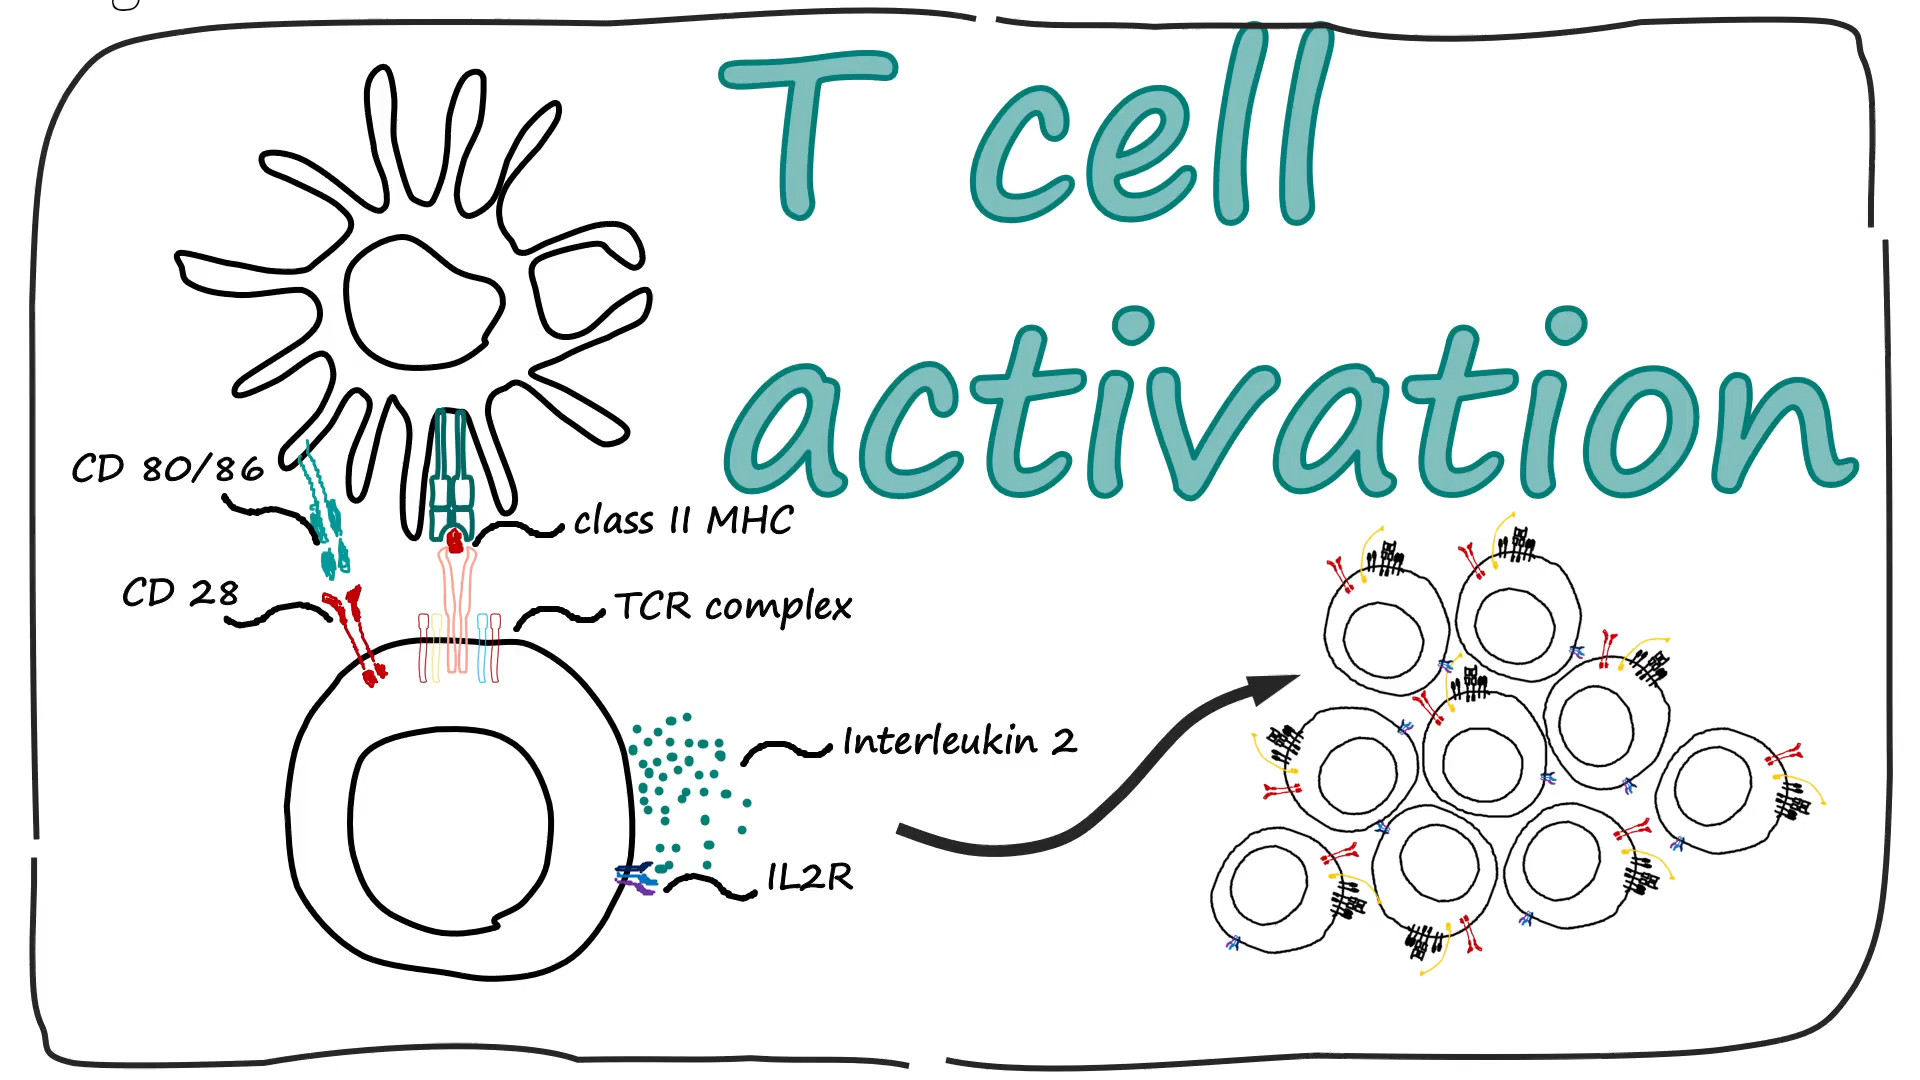 T cell
activation
CD 80/86
class II MHC
CD 28
TCR complex
Interleukin 2
IL2R